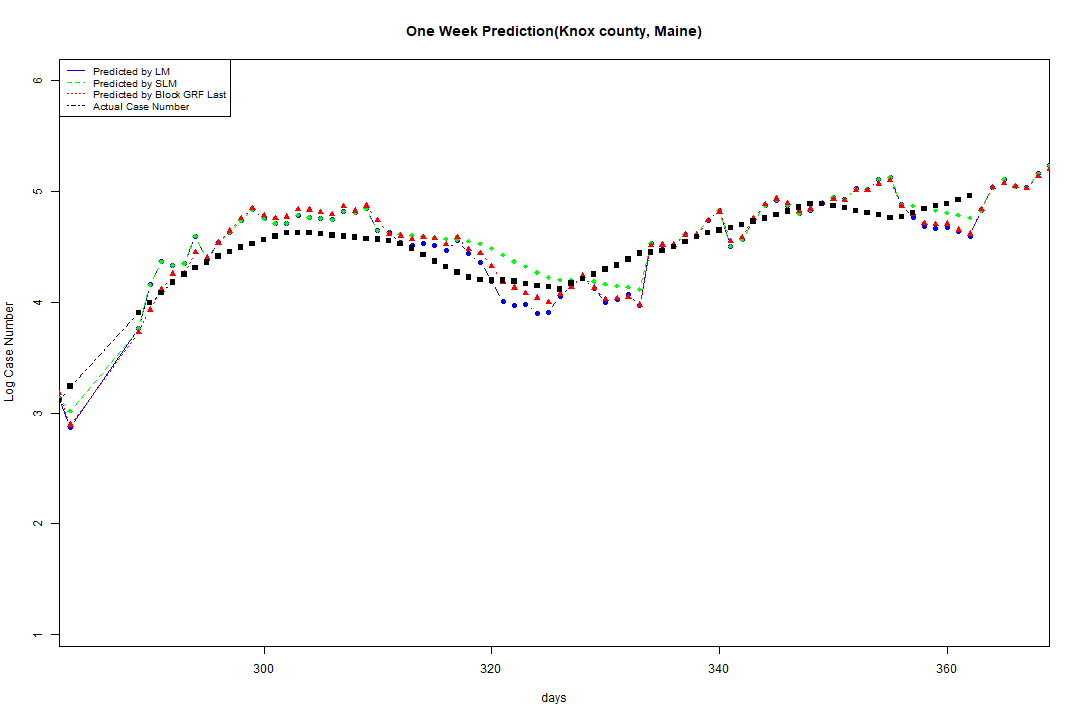 One Week Prediction(Knox county, Maine)
Predicted by LM
Predicted by SLM
Predicted by Block GRF Last
Actual Case Number
6
5
4
3
2
1
Log Case Number
300 320 340 360
days